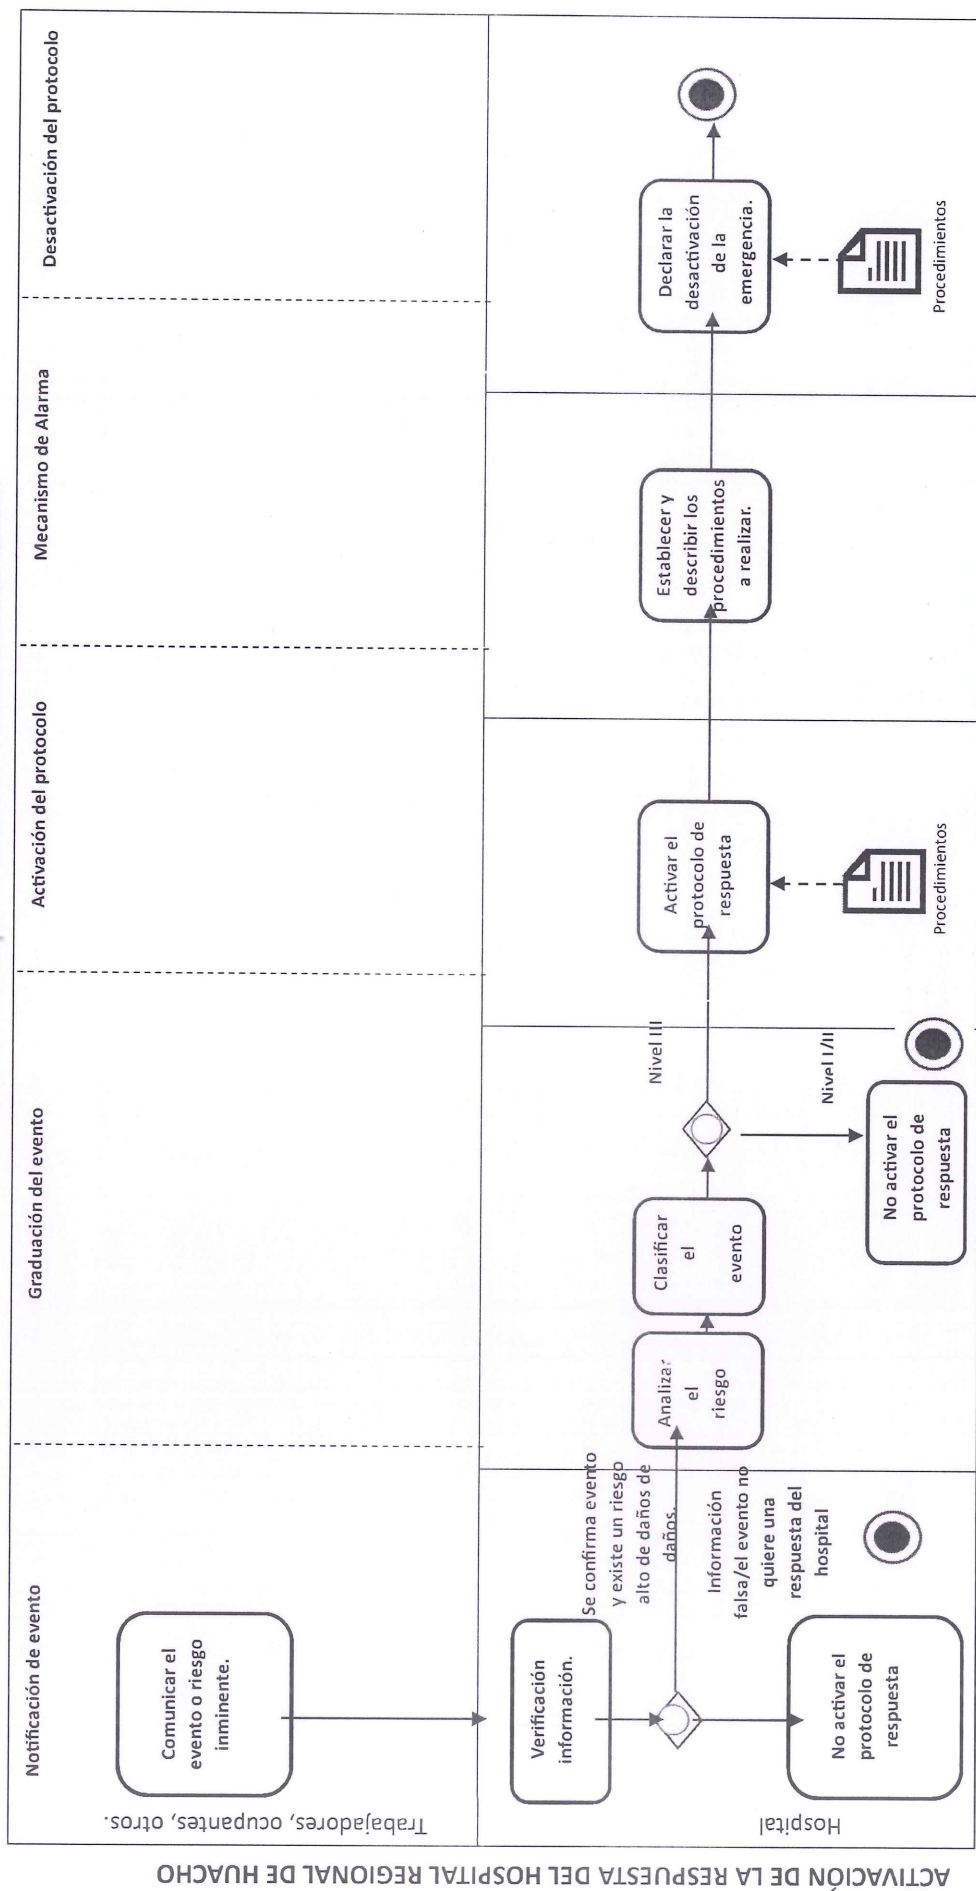 ACTIVACIÓN DE LA RESPUESTA DEL HOSPITAL REGIONAL DE HUACHO
Notificación de evento
Graduación del evento
Activación del protocolo
Mecanismo de Alarma
Desactivación del protocolo
Trabajadores, ocupantes, otros.
Comunicar el
evento o riesgo
inminente.
Hospital
Verificación
información.
Se confirma evento
y existe un riesgo
alto de daños de
daños.
Información
falsa/el evento no
quiere una
respuesta del
hospital
No activar el
protocolo de
respuesta
Analizar
el
riesgo
Clasificar
el
evento
Nivel III
Nivel I/II
No activar el
protocolo de
respuesta
Activar el
protocolo de
respuesta
Procedimientos
Establecer y
describir los
procedimientos
a realizar.
Declarar la
desactivación
de la
emergencia.
Procedimientos